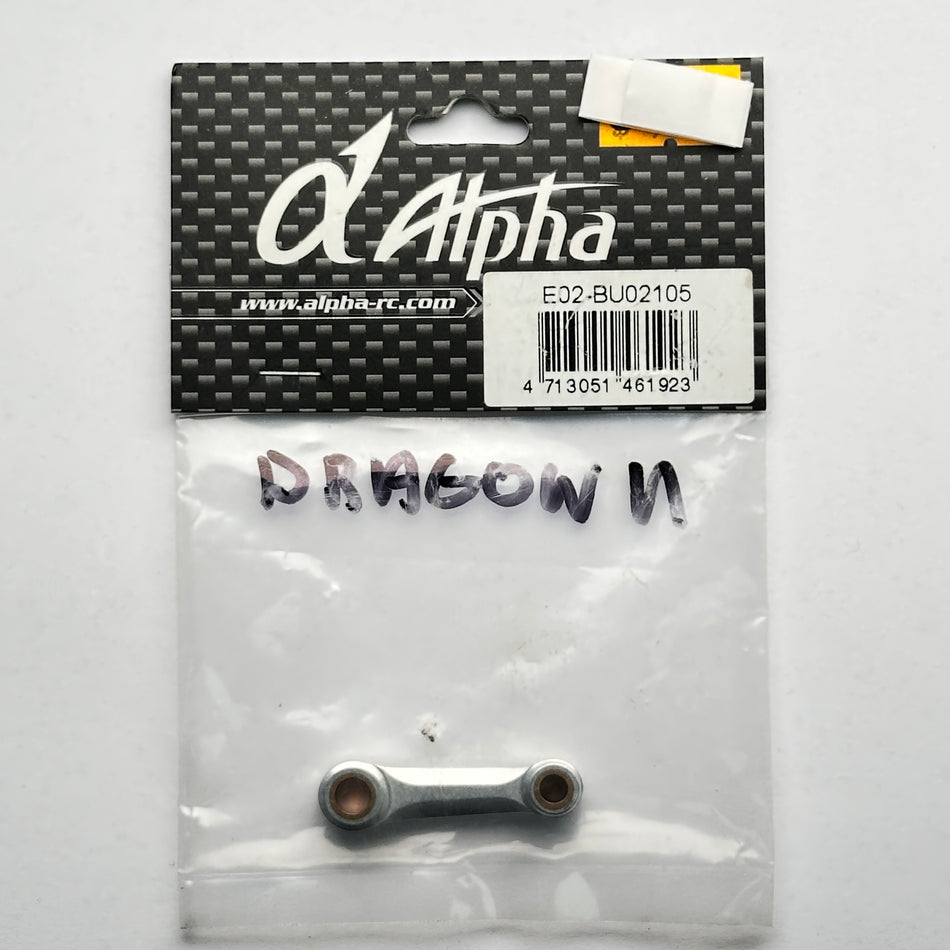 Alpha
www.alpha-rc.com
E02-BU02105
4 713051 461923
DRAGON II